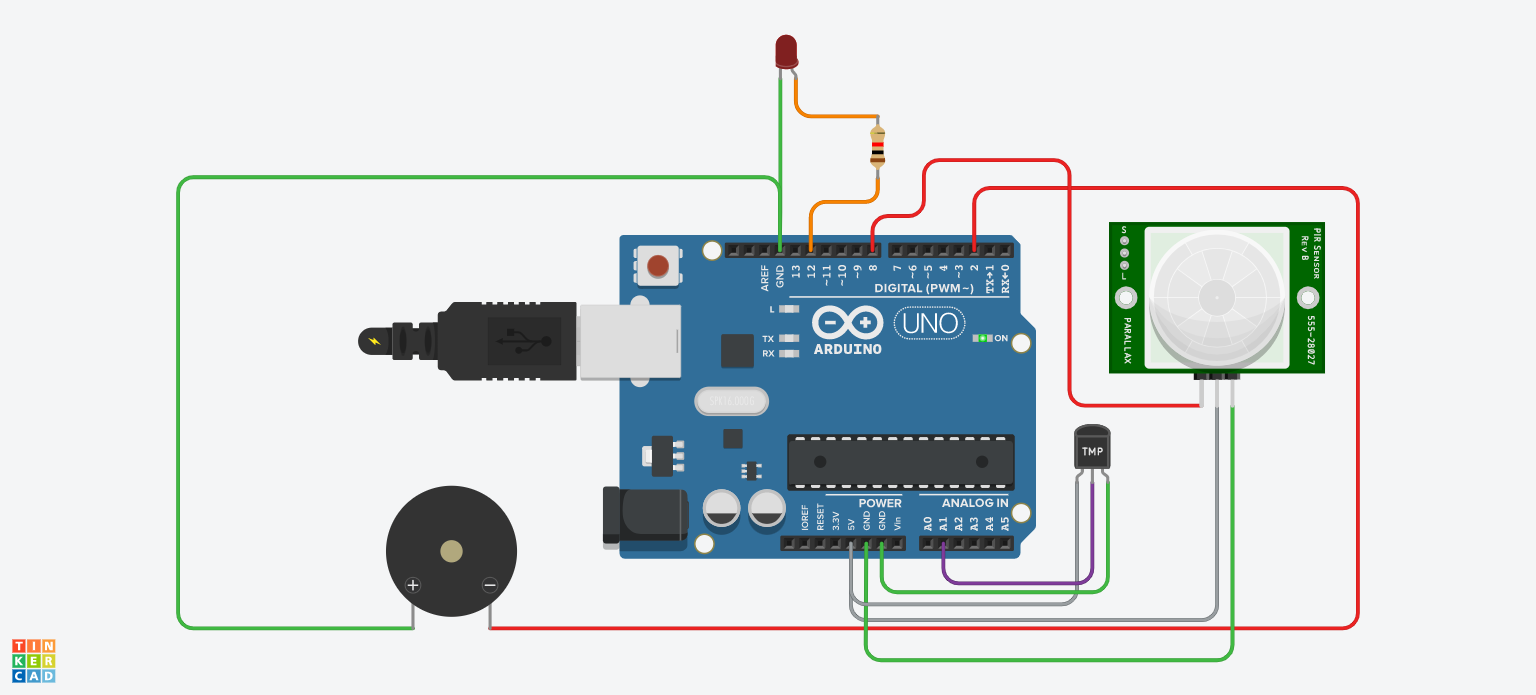 AREF
GND
13
12
~11
~10
~9
8
7
~6
~5
4
~3
2
TX→1
RX←0
DIGITAL (PWM~)
L
TX
RX
UNO
ARDUINO
ON
S
L
PARALLAX
PIR SENSOR
REV B
555-28027
SPK16.000G
TMP
POWER
ANALOG IN
IOREF
RESET
3.3V
5V
GND
GND
Vin
A0
A1
A2
A3
A4
A5
TIN
KER
CAD